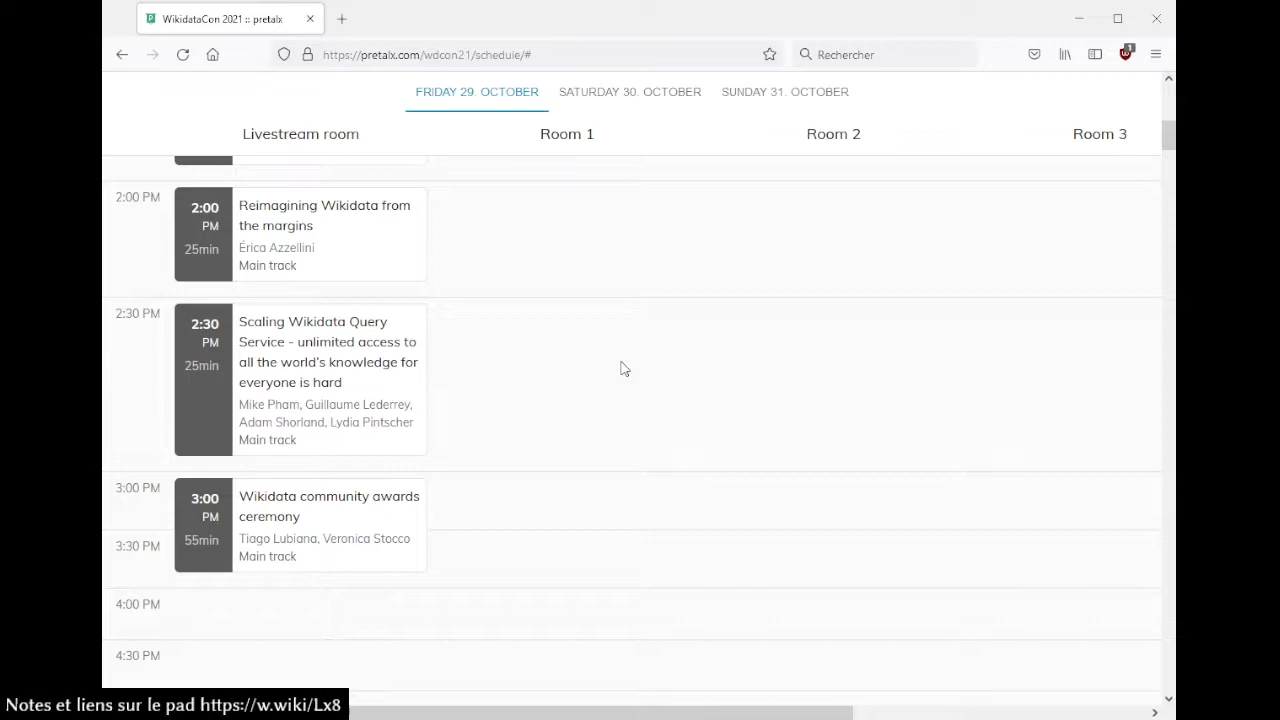 WikidataCon 2021 :: pretalx
https://pretalx.com/wdcon21/schedule/#
Rechercher
1
FRIDAY 29. OCTOBER SATURDAY 30. OCTOBER SUNDAY 31. OCTOBER
Livestream room Room 1 Room 2 Room 3
2:00 PM
2:00
PM
25min
Reimagining Wikidata from
the margins
Érica Azzellini
Main track
2:30 PM
2:30
PM
25min
Scaling Wikidata Query
Service - unlimited access to
all the world's knowledge for
everyone is hard
Mike Pham, Guillaume Lederrey,
Adam Shorland, Lydia Pintscher
Main track
3:00 PM
3:00
PM
55min
Wikidata community awards
ceremony
Tiago Lubiana, Veronica Stocco
Main track
3:30 PM
4:00 PM
4:30 PM
Notes et liens sur le pad https://w.wiki/Lx8